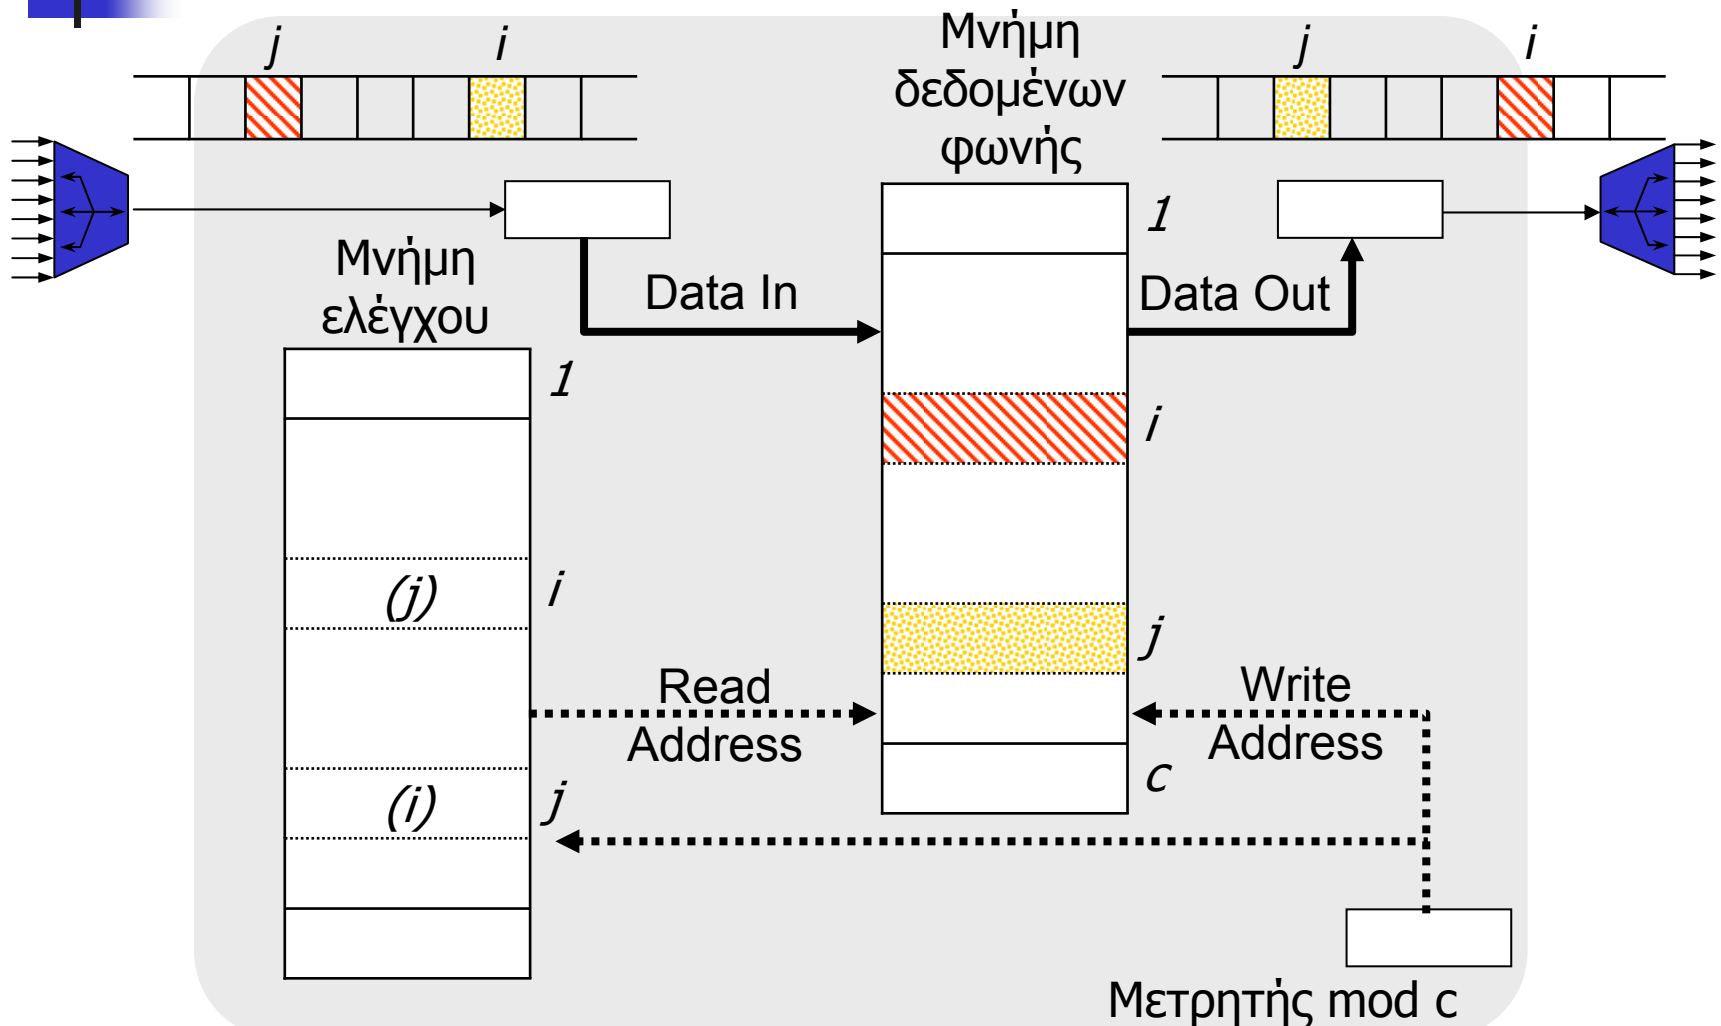 j i
Μνήμη
δεδομένων
φωνής
j i
Μνήμη
ελέγχου
Data In
Data Out
1
1
i
(j) i
j
Read
Address
Write
Address
(i) j
c
Μετρητής mod c